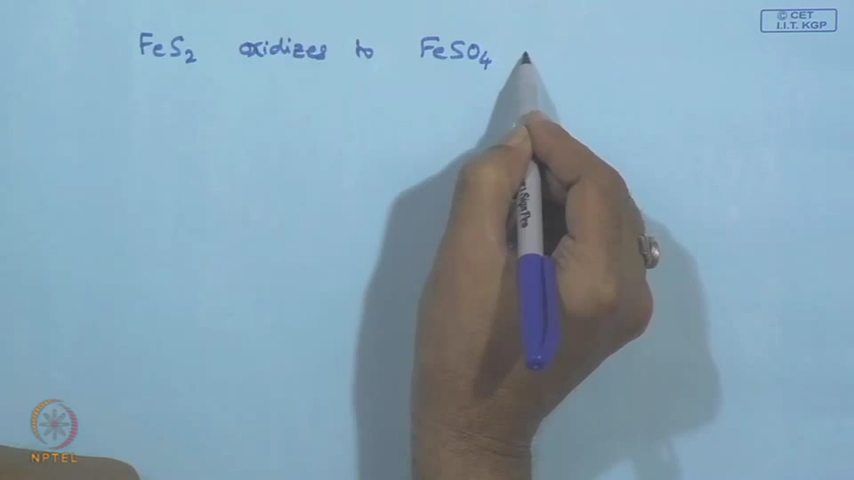 FeS₂ oxidizes to FeSO₄
© CET
I.I.T. KGP
NPTEL